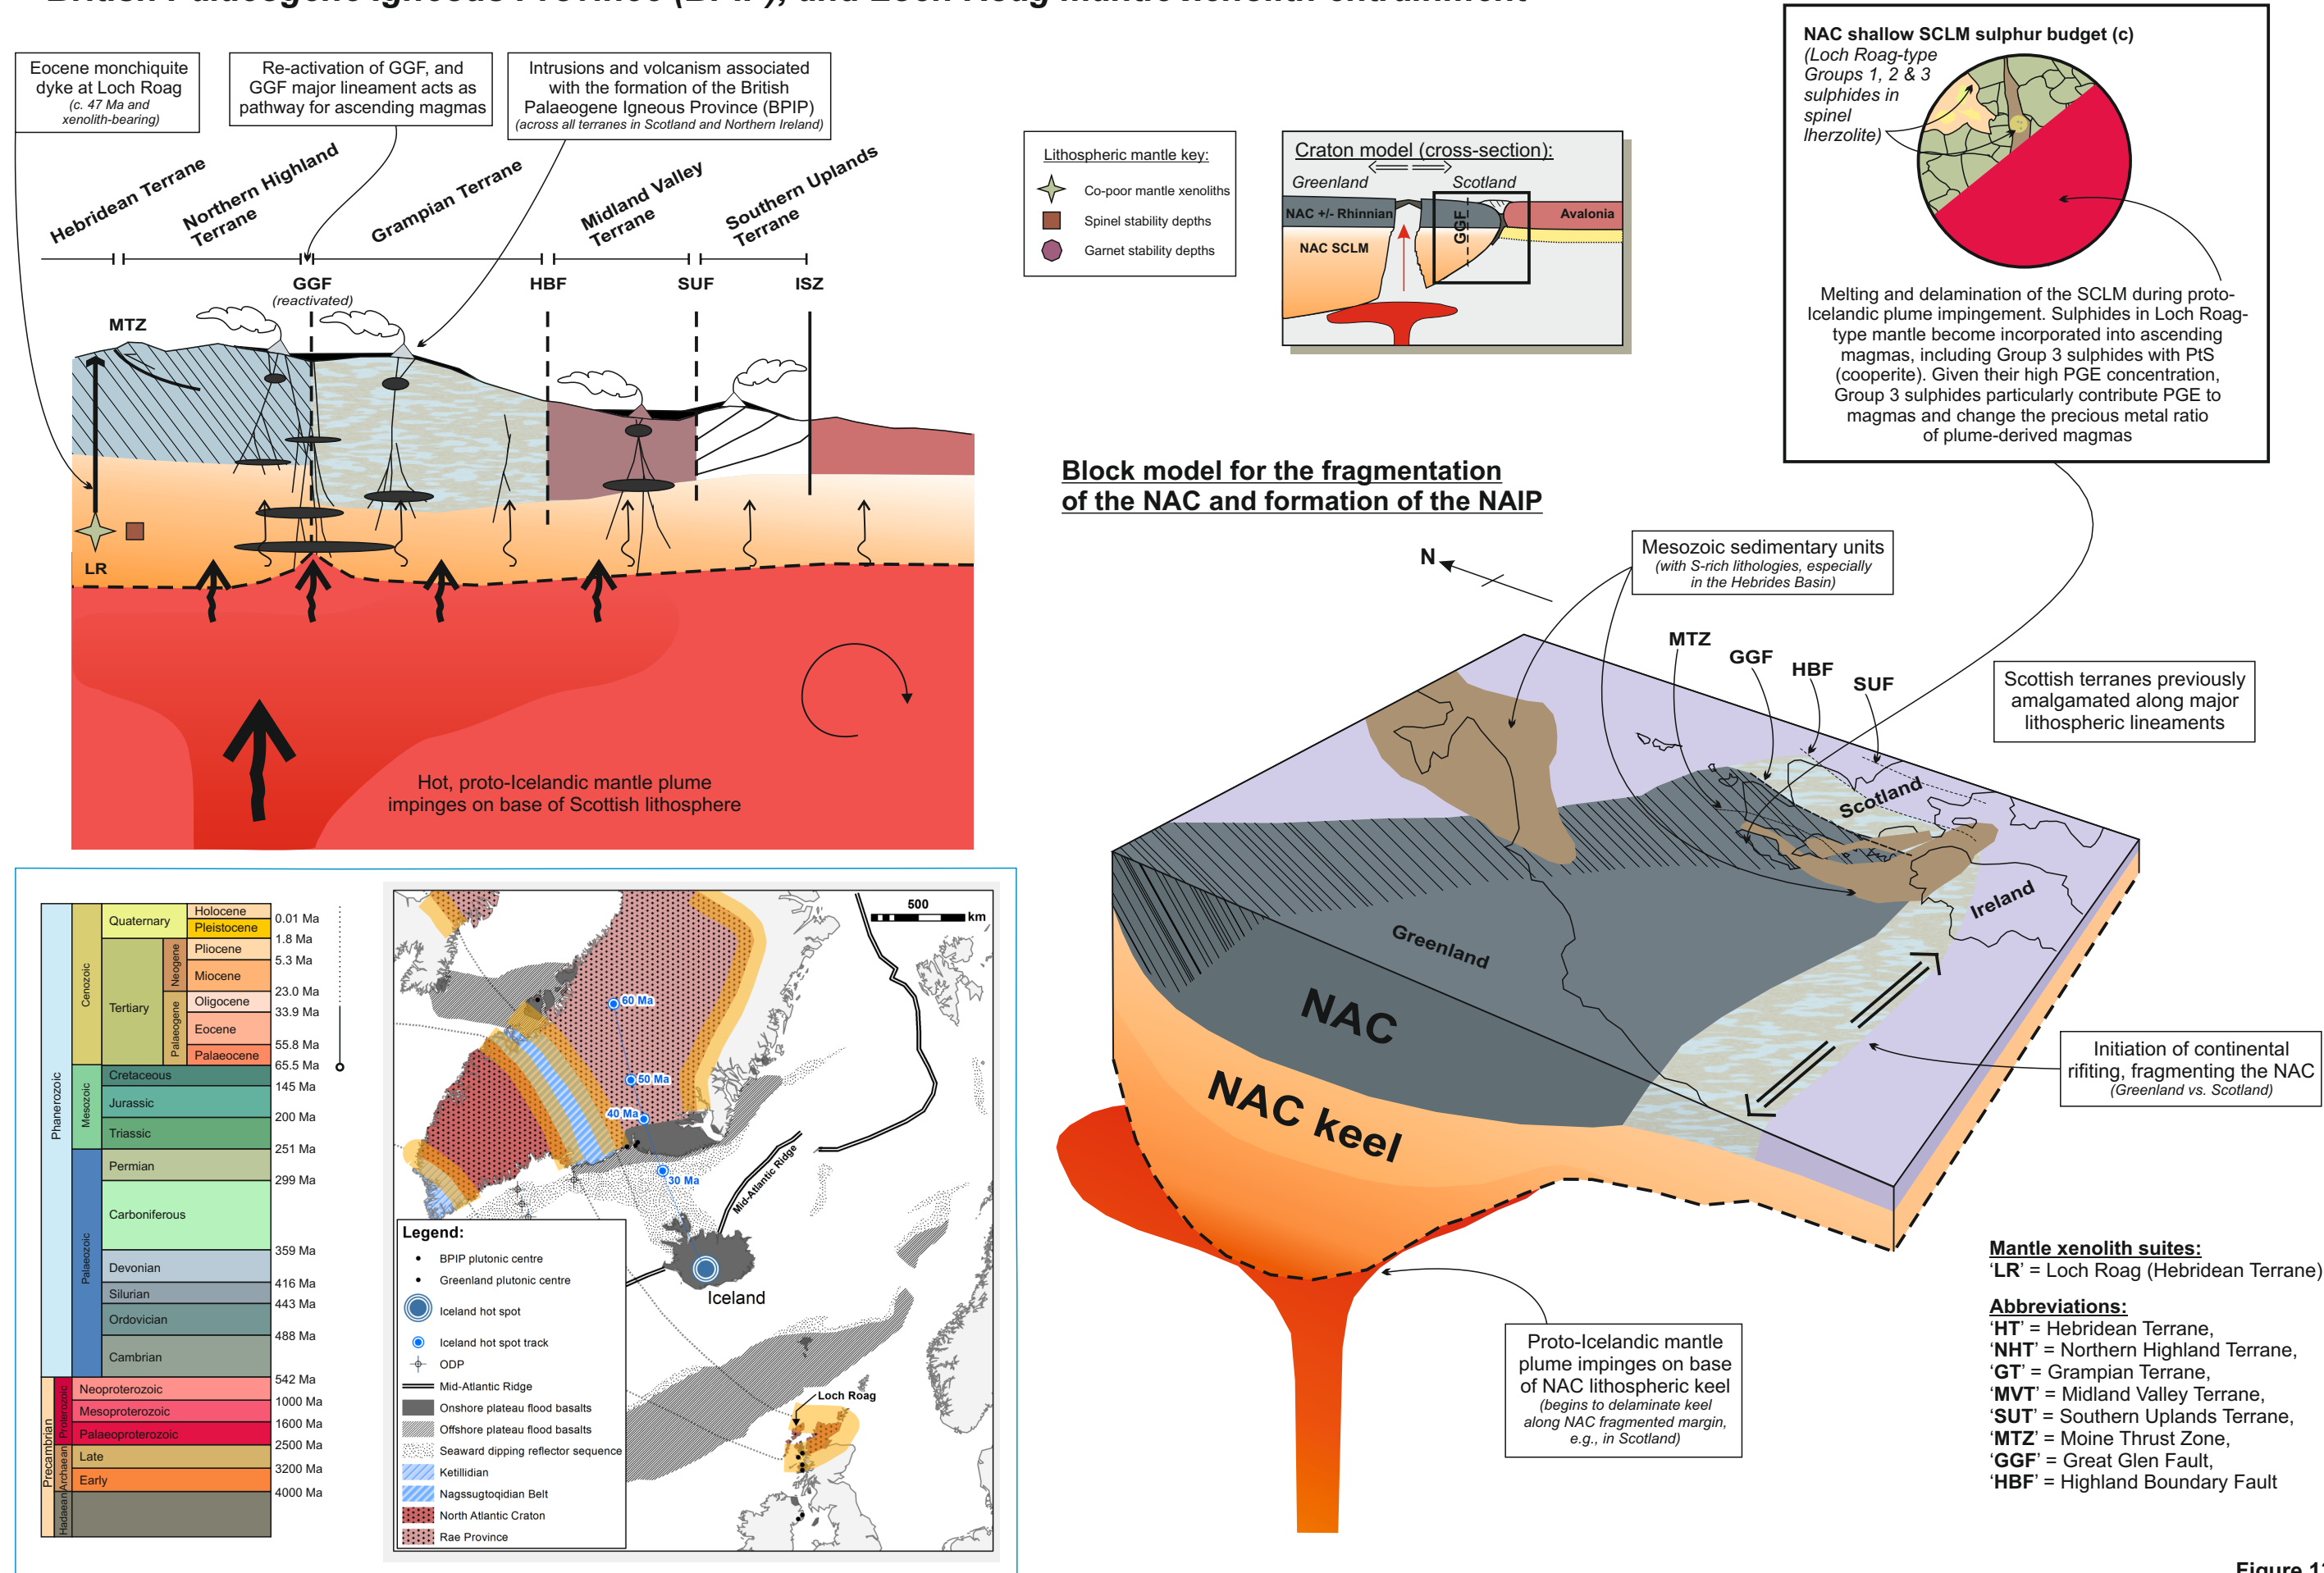 British Palaeogene Igneous Province (BPIP), and Loch Roag mantle xenolith entrainment
Eocene monchiquite
dyke at Loch Roag
(c. 47 Ma and
xenolith-bearing)
Re-activation of GGF, and
GGF major lineament acts as
pathway for ascending magmas
Intrusions and volcanism associated
with the formation of the British
Palaeogene Igneous Province (BPIP)
(across all terranes in Scotland and Northern Ireland)
Hebridean Terrane
Northern Highland
Terrane
Grampian Terrane
Midland Valley
Terrane
Southern Uplands
Terrane
GGF
(reactivated)
HBF
SUF
ISZ
MTZ
LR
Hot, proto-Icelandic mantle plume
impinges on base of Scottish lithosphere
Lithospheric mantle key:
Co-poor mantle xenoliths
Spinel stability depths
Garnet stability depths
Craton model (cross-section):
Greenland
Scotland
NAC +/- Rhinnian
GGF
Avalonia
NAC SCLM
NAC shallow SCLM sulphur budget (c)
(Loch Roag-type
Groups 1, 2 & 3
sulphides in
spinel
lherzolite)
Melting and delamination of the SCLM during proto-
Icelandic plume impingement. Sulphides in Loch Roag-
type mantle become incorporated into ascending
magmas, including Group 3 sulphides with PtS
(cooperite). Given their high PGE concentration,
Group 3 sulphides particularly contribute PGE to
magmas and change the precious metal ratio
of plume-derived magmas
Block model for the fragmentation
of the NAC and formation of the NAIP
N
Mesozoic sedimentary units
(with S-rich lithologies, especially
in the Hebrides Basin)
MTZ
GGF
HBF
SUF
Scottish terranes previously
amalgamated along major
lithospheric lineaments
Scotland
Ireland
Greenland
NAC
NAC keel
Initiation of continental
rifiting, fragmenting the NAC
(Greenland vs. Scotland)
Proto-Icelandic mantle
plume impinges on base
of NAC lithospheric keel
(begins to delaminate keel
along NAC fragmented margin,
e.g., in Scotland)
Mantle xenolith suites:
‘LR’ = Loch Roag (Hebridean Terrane)
Abbreviations:
‘HT’ = Hebridean Terrane,
‘NHT’ = Northern Highland Terrane,
‘GT’ = Grampian Terrane,
‘MVT’ = Midland Valley Terrane,
‘SUT’ = Southern Uplands Terrane,
‘MTZ’ = Moine Thrust Zone,
‘GGF’ = Great Glen Fault,
‘HBF’ = Highland Boundary Fault
Phanerozoic
Cenozoic
Quaternary
Holocene
0.01 Ma
Pleistocene
1.8 Ma
Tertiary
Neogene
Pliocene
5.3 Ma
Miocene
23.0 Ma
Palaeogene
Oligocene
33.9 Ma
Eocene
55.8 Ma
Palaeocene
65.5 Ma
Mesozoic
Cretaceous
145 Ma
Jurassic
200 Ma
Triassic
251 Ma
Palaeozoic
Permian
299 Ma
Carboniferous
359 Ma
Devonian
416 Ma
Silurian
443 Ma
Ordovician
488 Ma
Cambrian
542 Ma
Precambrian
Proterozoic
Neoproterozoic
1000 Ma
Mesoproterozoic
1600 Ma
Palaeoproterozoic
2500 Ma
Archaean
Late
3200 Ma
Early
4000 Ma
Hadaean
500
km
60 Ma
50 Ma
40 Ma
30 Ma
Mid-Atlantic Ridge
Iceland
Loch Roag
Legend:
BPIP plutonic centre
Greenland plutonic centre
Iceland hot spot
Iceland hot spot track
ODP
Mid-Atlantic Ridge
Onshore plateau flood basalts
Offshore plateau flood basalts
Seaward dipping reflector sequence
Ketillidian
Nagssugtoqidian Belt
North Atlantic Craton
Rae Province